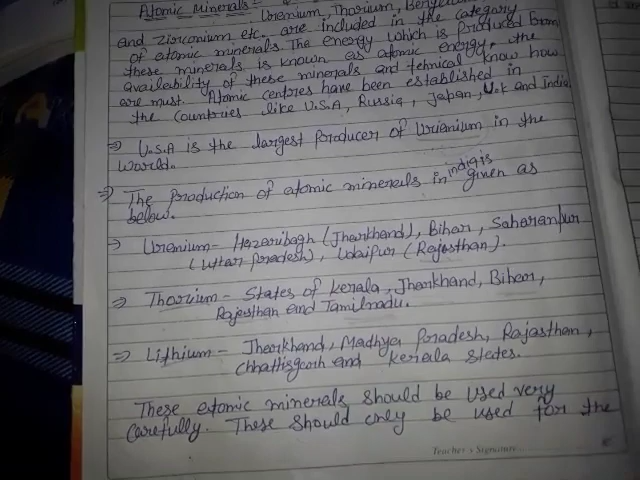 Atomic Minerals-
Uremium, Thorium,
and zirconium etc. are included in the category
of atomic minerals. The energy which is produced from
these minerals is known as atomic energy. the
availability of these minerals and tehnical know how
are must. Atomic centres have been established in
the countries like U.S.A, Russia, Japan, U.K and India.
⇒ U.S.A is the largest Producer of Urienium in the
World.
⇒ The Production of atomic minerals in india is given as
below.
→ Uremium - Hazaribagh (Jharkhand), Bihar, Saharanpur
(Uttar Pradesh), Udaipur (Rajasthan).
⇒ Thorium - States of Kerala, Jharkhand, Bihar,
Rajasthan and Tamilnadu.
⇒ Lithium - Jharkhand, Madhya Pradesh, Rajasthan,
Chhattisgarh and Kerala States.
These atomic minerals should be used very
Carefully. These should only be used for the
Teacher's Signature